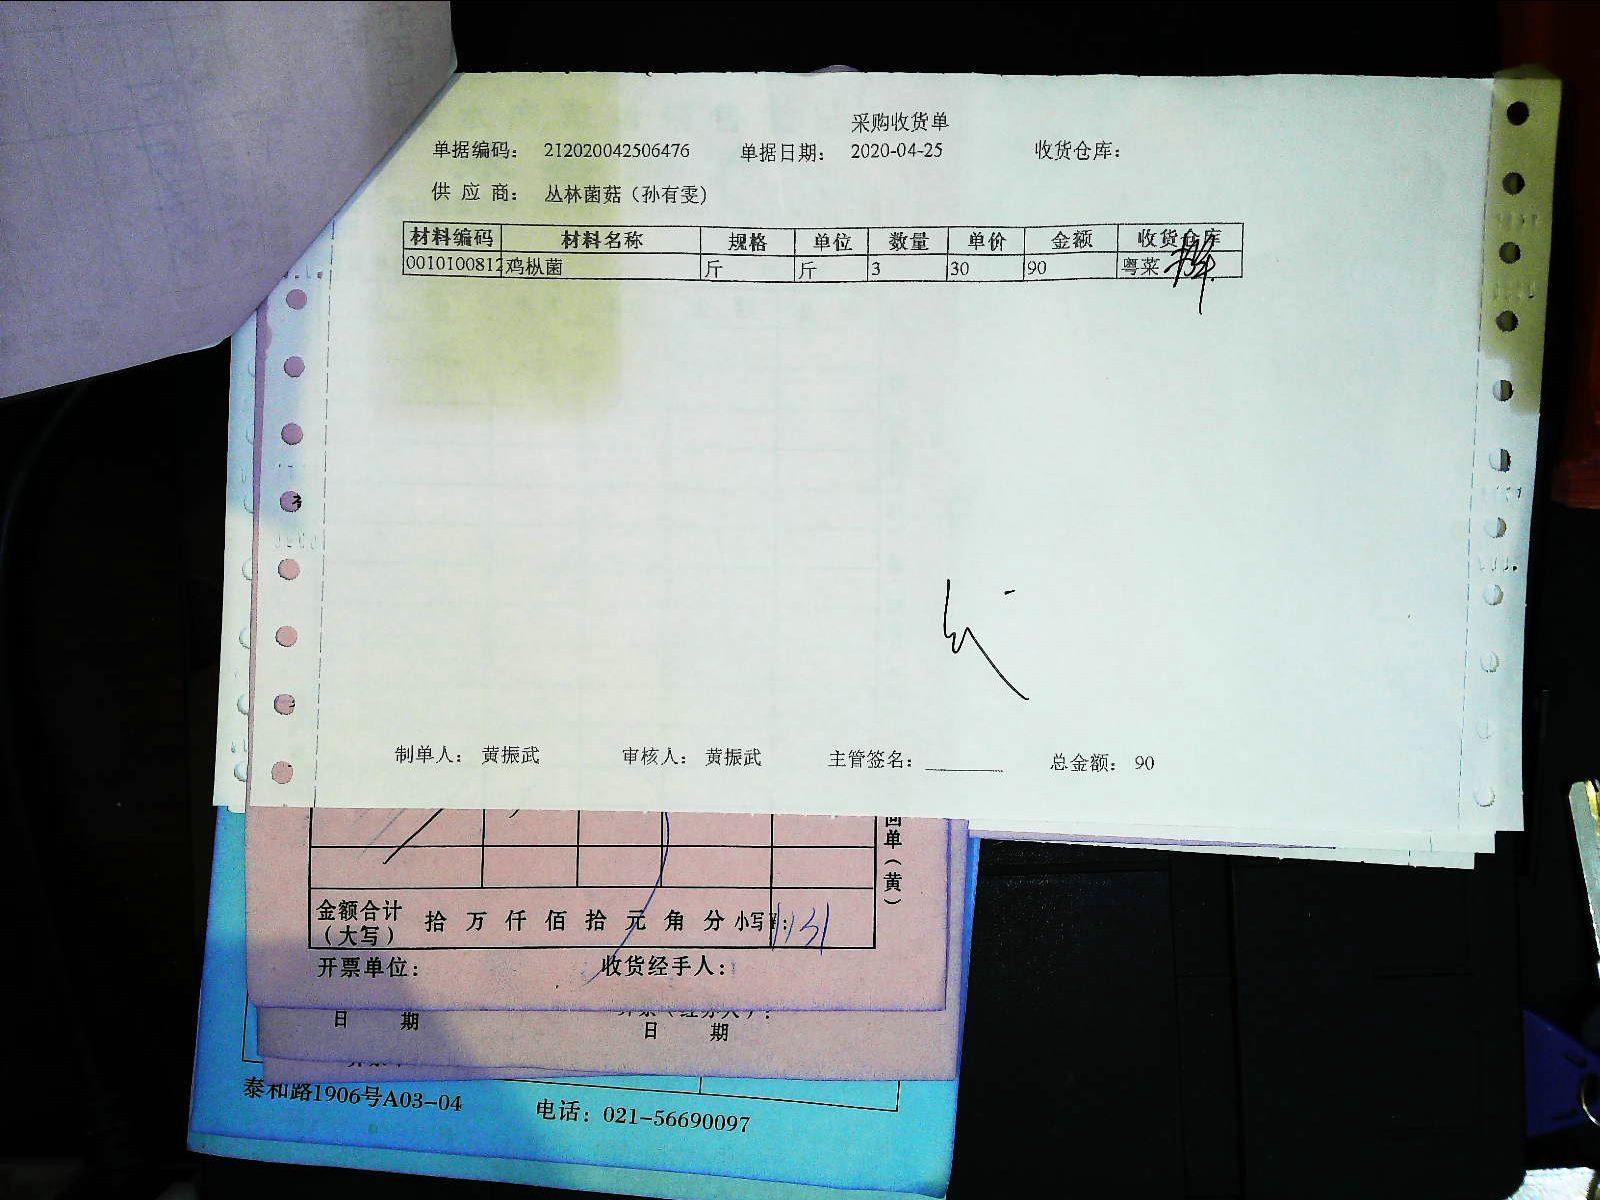 采购收货单
单据编码： 212020042506476 单据日期： 2020-04-25 收货仓库：
供 应 商： 丛林菌菇（孙有雯）
材料编码 材料名称 规格 单位 数量 单价 金额 收货仓库
0010100812 鸡枞菌 斤 斤 3 30 90 粤菜
制单人： 黄振武 审核人： 黄振武 主管签名： 总金额： 90
回单（黄）
金额合计（大写） 拾 万 仟 佰 拾 元 角 分 小写¥: 1131
开票单位： 收货经手人：
日 期 日 期
泰和路1906号A03-04 电话：021-56690097